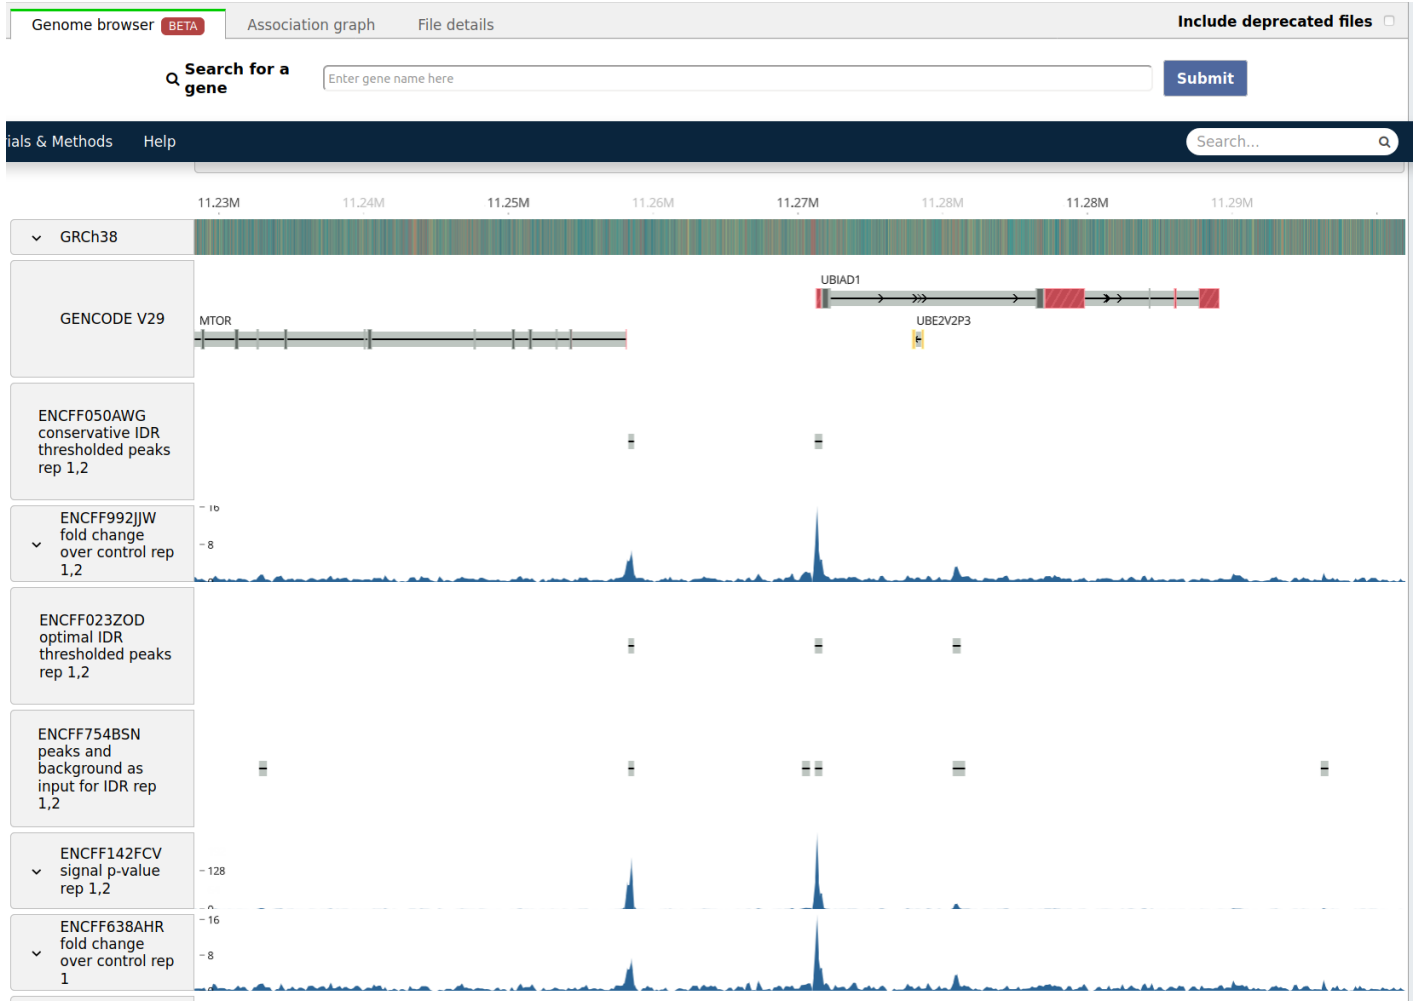 Genome browser BETA Association graph File details Include deprecated files
Search for a
gene
Enter gene name here
Submit
ials & Methods Help Search...
11.23M 11.24M 11.25M 11.26M 11.27M 11.28M 11.28M 11.29M
GRCh38
GENCODE V29
UBIAD1
MTOR
UBE2V2P3
ENCFF050AWG
conservative IDR
thresholded peaks
rep 1,2
ENCFF992JJW
fold change
over control rep
1,2
16
8
0
ENCFF023ZOD
optimal IDR
thresholded peaks
rep 1,2
ENCFF754BSN
peaks and
background as
input for IDR rep
1,2
ENCFF142FCV
signal p-value
rep 1,2
128
0
ENCFF638AHR
fold change
over control rep
1
16
8
0